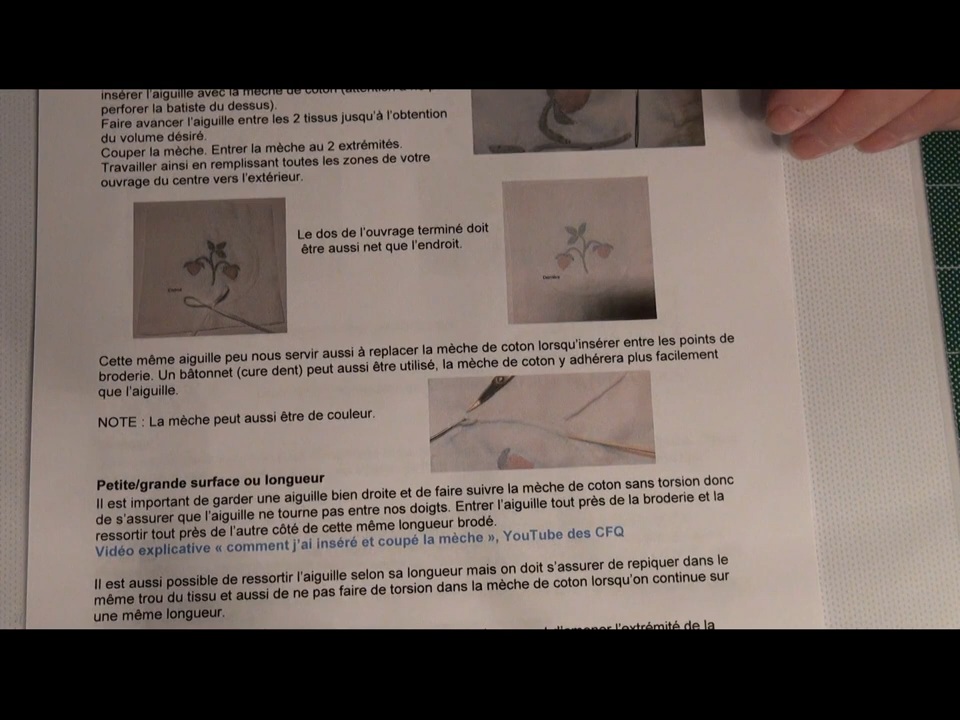 insérer l'aiguille avec la mèche de coton
perforer la batiste du dessus).
Faire avancer l'aiguille entre les 2 tissus jusqu'à l'obtention
du volume désiré.
Couper la mèche. Entrer la mèche au 2 extrémités.
Travailler ainsi en remplissant toutes les zones de votre
ouvrage du centre vers l'extérieur.
Le dos de l'ouvrage terminé doit
être aussi net que l'endroit.
Cette même aiguille peu nous servir aussi à replacer la mèche de coton lorsqu'insérer entre les points de
broderie. Un bâtonnet (cure dent) peut aussi être utilisé, la mèche de coton y adhérera plus facilement
que l'aiguille.
NOTE : La mèche peut aussi être de couleur.
Petite/grande surface ou longueur
Il est important de garder une aiguille bien droite et de faire suivre la mèche de coton sans torsion donc
de s'assurer que l'aiguille ne tourne pas entre nos doigts. Entrer l'aiguille tout près de la broderie et la
ressortir tout près de l'autre côté de cette même longueur brodé.
Vidéo explicative « comment j'ai inséré et coupé la mèche », YouTube des CFQ
Il est aussi possible de ressortir l'aiguille selon sa longueur mais on doit s'assurer de repiquer dans le
même trou du tissu et aussi de ne pas faire de torsion dans la mèche de coton lorsqu'on continue sur
une même longueur.
l'extrémité de la